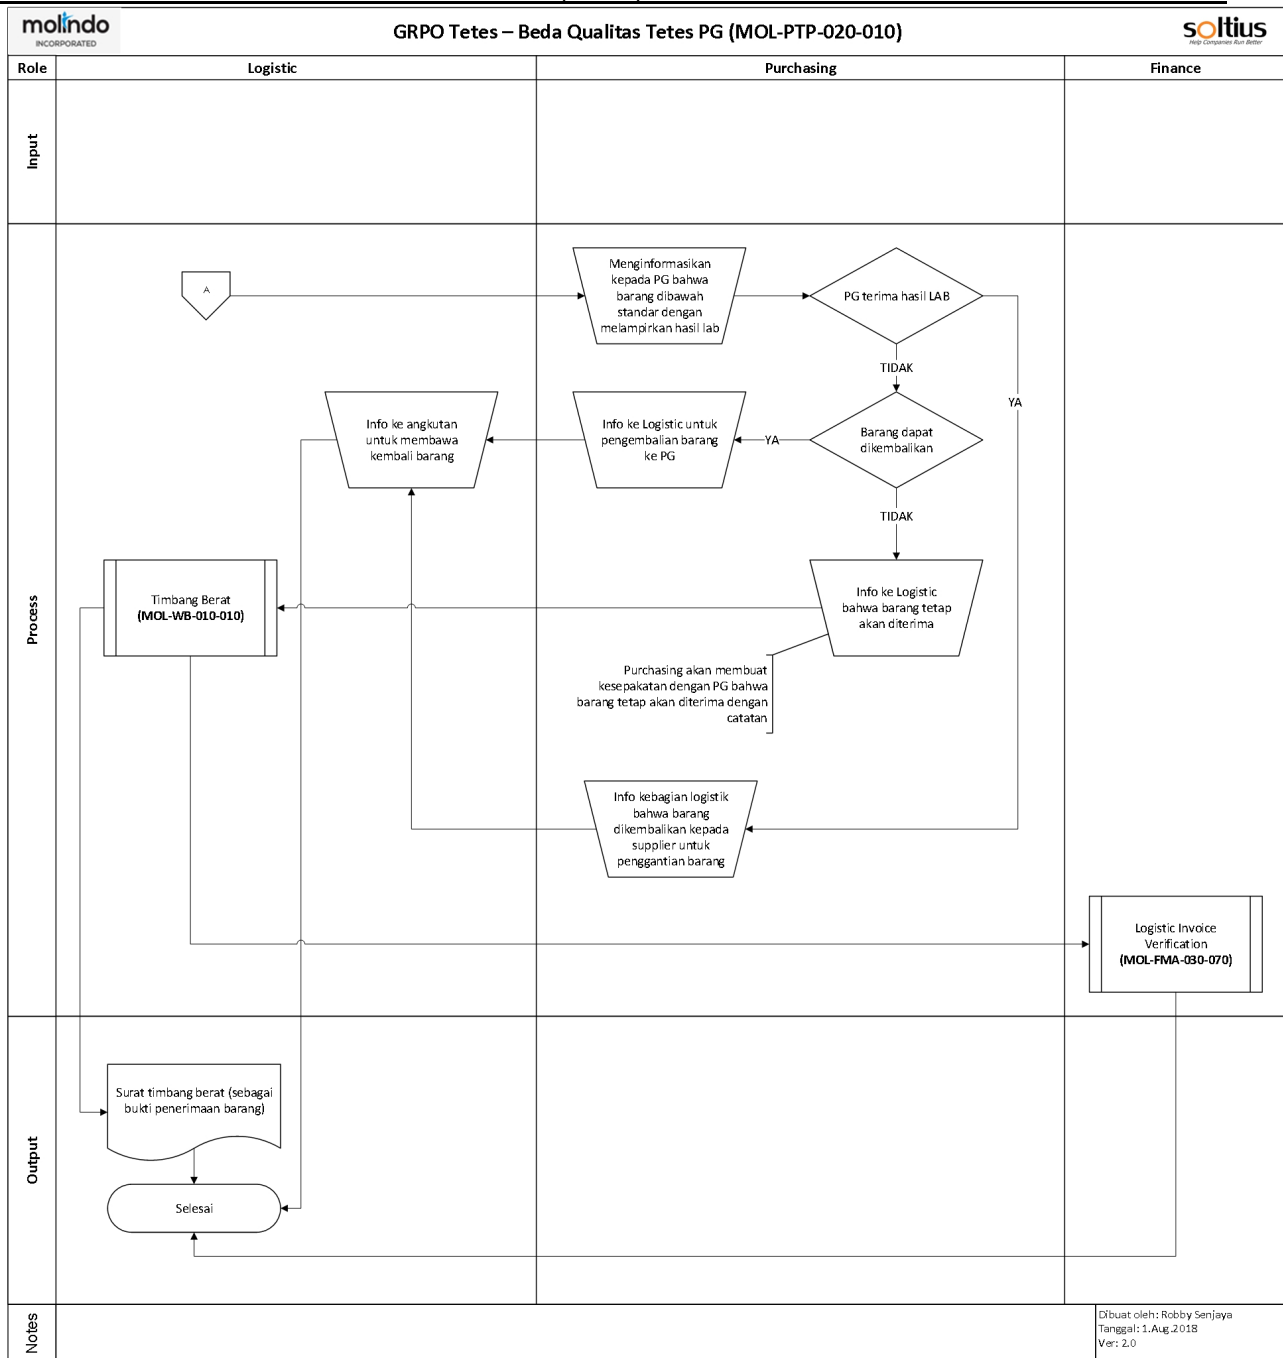 molindo
INCORPORATED
GRPO Tetes – Beda Qualitas Tetes PG (MOL-PTP-020-010)
soltius
Help Companies Run Better
Role
Logistic
Purchasing
Finance
Input
Process
A
Menginformasikan
kepada PG bahwa
barang dibawah
standar dengan
melampirkan hasil lab
PG terima hasil LAB
TIDAK
YA
Info ke angkutan
untuk membawa
kembali barang
Info ke Logistic untuk
pengembalian barang
ke PG
YA
Barang dapat
dikembalikan
TIDAK
Timbang Berat
(MOL-WB-010-010)
Info ke Logistic
bahwa barang tetap
akan diterima
Purchasing akan membuat
kesepakatan dengan PG bahwa
barang tetap akan diterima dengan
catatan
Info kebagian logistik
bahwa barang
dikembalikan kepada
supplier untuk
penggantian barang
Logistic Invoice
Verification
(MOL-FMA-030-070)
Output
Surat timbang berat (sebagai
bukti penerimaan barang)
Selesai
Notes
Dibuat oleh: Robby Senjaya
Tanggal: 1.Aug.2018
Ver: 2.0